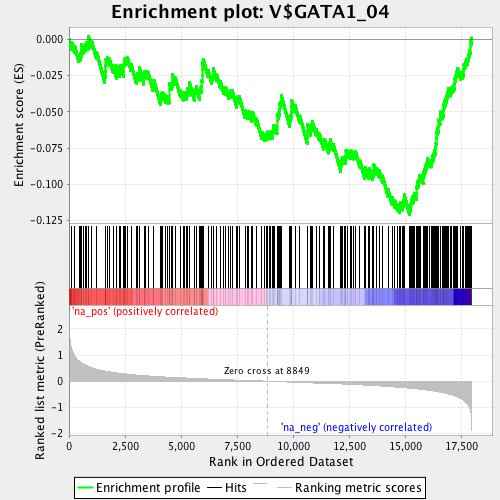 Enrichment plot: V$GATA1_04
Enrichment score (ES)
0.000
-0.025
-0.050
-0.075
-0.100
-0.125
'na_pos' (positively correlated)
Ranked list metric (PreRanked)
2
1
0
-1
-2
Zero cross at 8849
'na_neg' (negatively correlated)
0
2,500
5,000
7,500
10,000
12,500
15,000
17,500
Rank in Ordered Dataset
Enrichment profile
Hits
Ranking metric scores